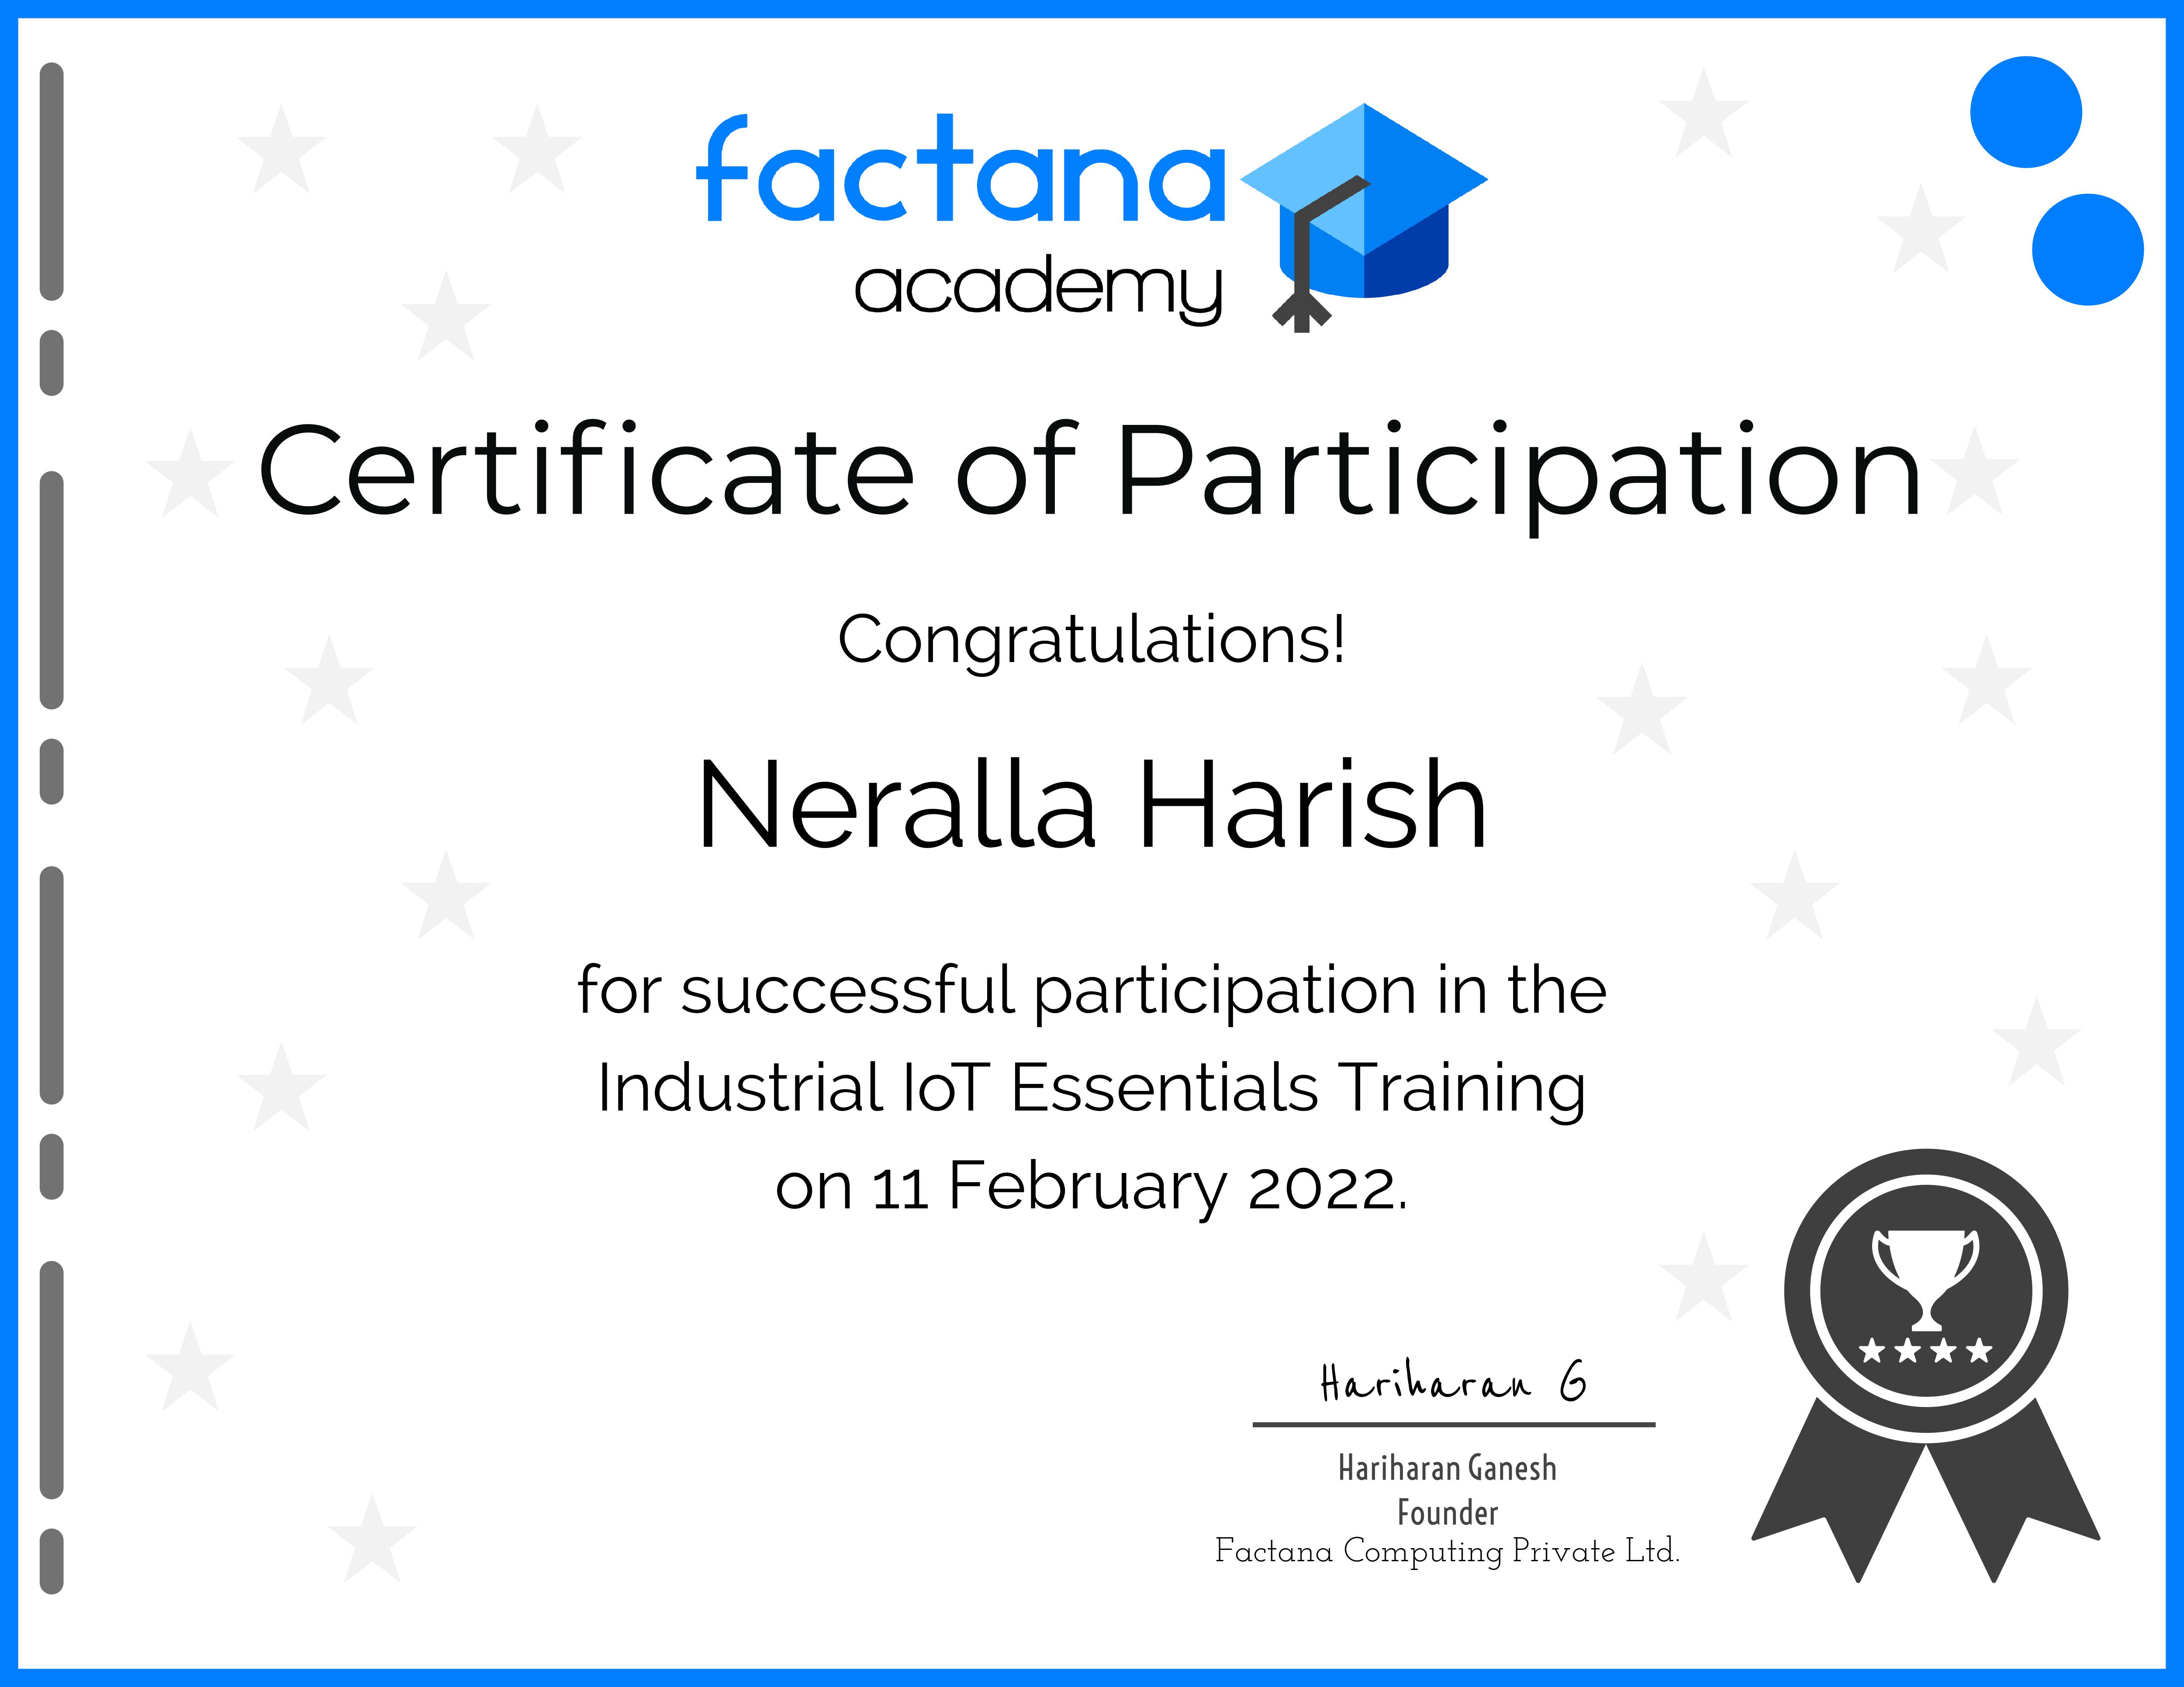 factana
academy
Certificate of Participation
Congratulations!
Neralla Harish
for successful participation in the
Industrial IoT Essentials Training
on 11 February 2022.
Hariharan G
Hariharan Ganesh
Founder
Factana Computing Private Ltd.